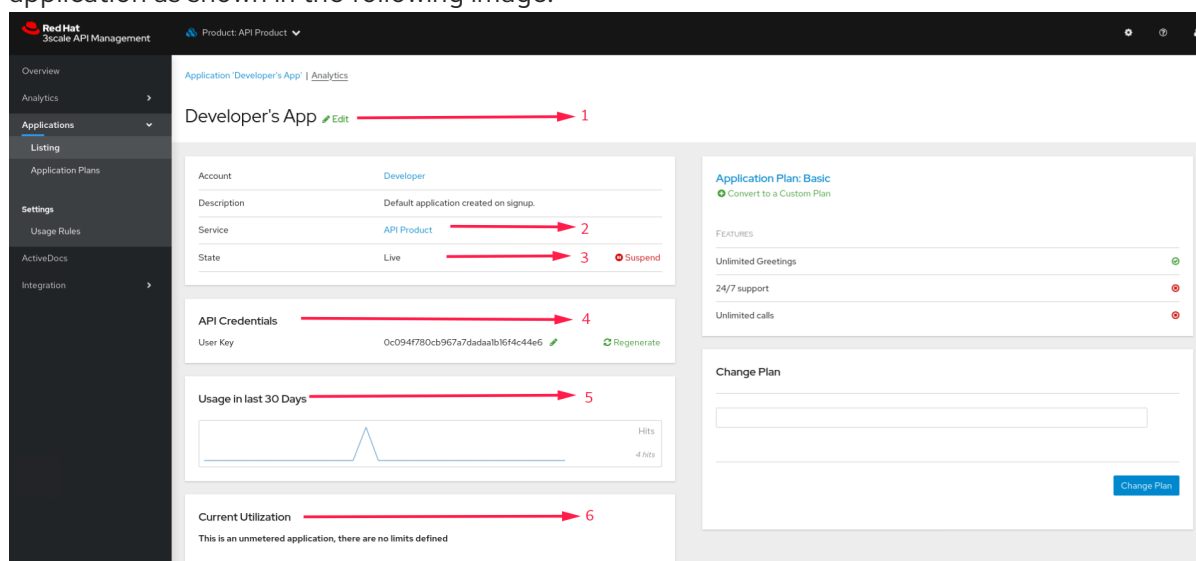 application as shown in the following image:
Red Hat
3scale API Management
Product: API Product
Overview
Analytics
Applications
Listing
Application Plans
Settings
Usage Rules
ActiveDocs
Integration
Application 'Developer's App' | Analytics
Developer's App Edit 1
Account Developer
Description Default application created on signup.
Service API Product 2
State Live 3 Suspend
API Credentials 4
User Key 0c094f780cb967a7dadaa1b16f4c44e6 Regenerate
Usage in last 30 Days 5
Hits
4 hits
Current Utilization 6
This is an unmetered application, there are no limits defined
Application Plan: Basic
Convert to a Custom Plan
FEATURES
Unlimited Greetings
24/7 support
Unlimited calls
Change Plan
Change Plan